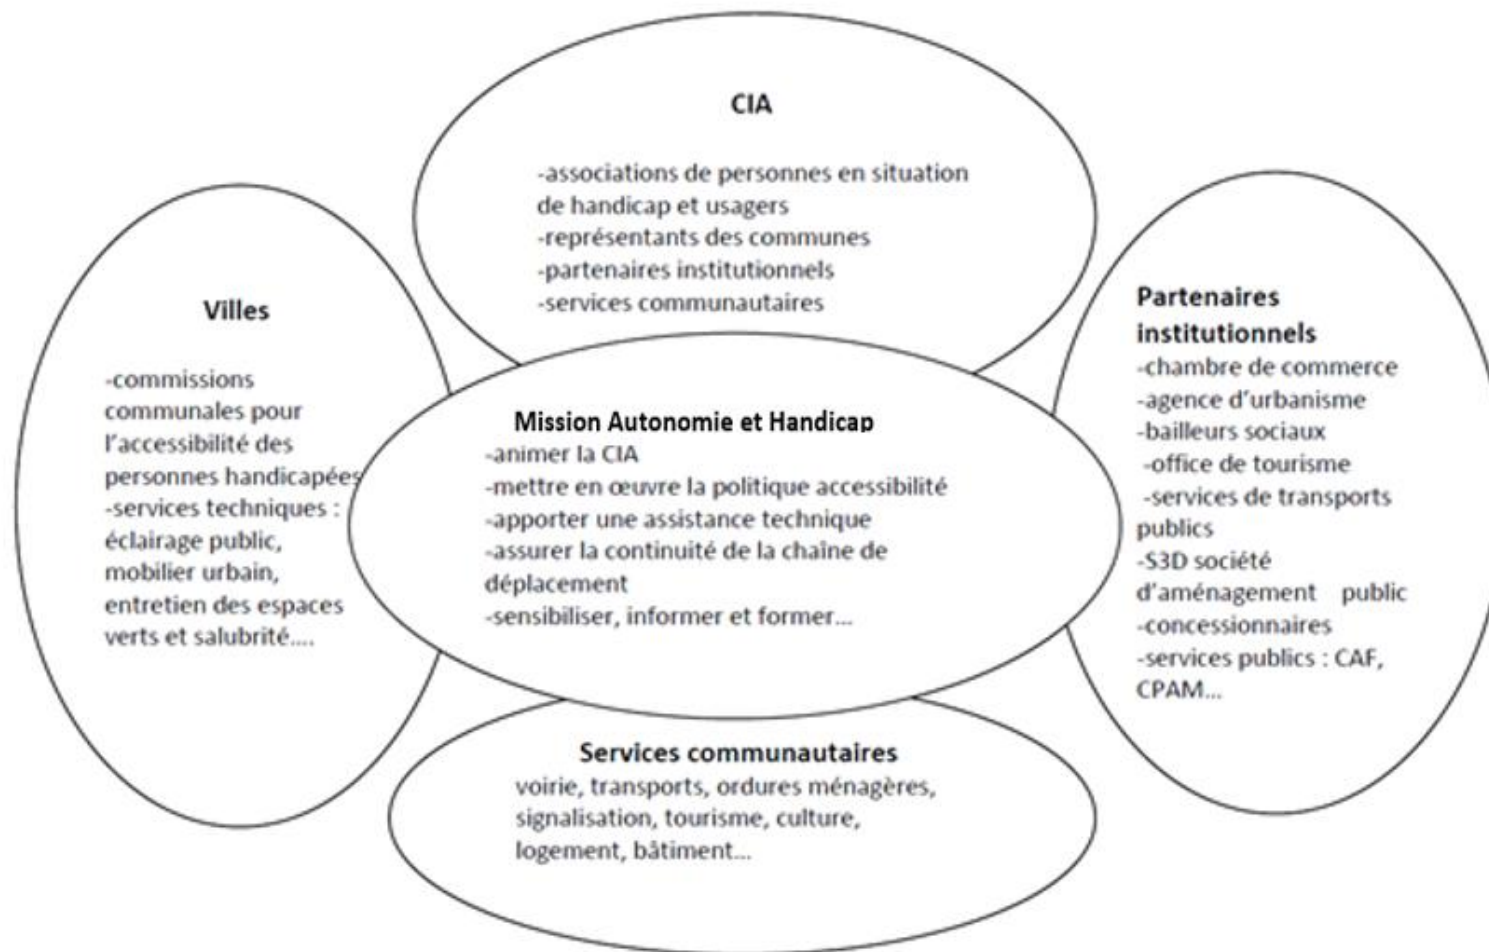 CIA
-associations de personnes en situation
de handicap et usagers
-représentants des communes
-partenaires institutionnels
-services communautaires
Villes
-commissions
communales pour
l'accessibilité des
personnes handicapées
-services techniques :
éclairage public,
mobilier urbain,
entretien des espaces
verts et salubrité....
Mission Autonomie et Handicap
-animer la CIA
-mettre en œuvre la politique accessibilité
-apporter une assistance technique
-assurer la continuité de la chaîne de
déplacement
-sensibiliser, informer et former...
Partenaires
institutionnels
-chambre de commerce
-agence d'urbanisme
-bailleurs sociaux
-office de tourisme
-services de transports
publics
-S3D société
d'aménagement public
-concessionnaires
-services publics : CAF,
CPAM...
Services communautaires
voirie, transports, ordures ménagères,
signalisation, tourisme, culture,
logement, bâtiment...